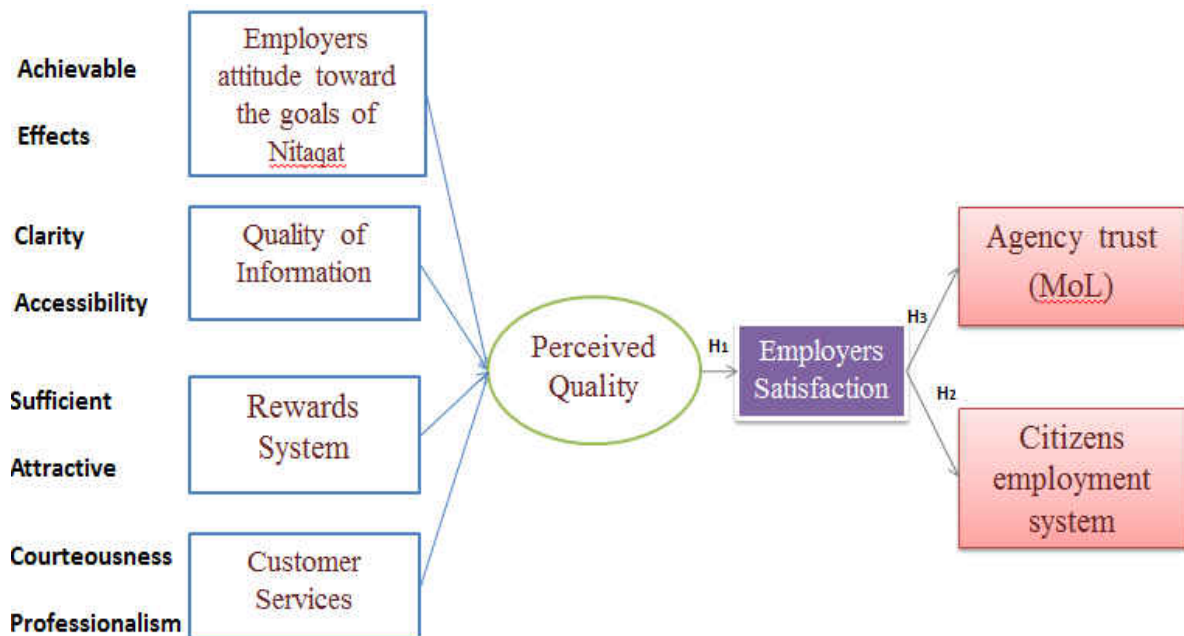 Achievable
Effects
Employers
attitude toward
the goals of
Nitaqat
Clarity
Accessibility
Quality of
Information
Sufficient
Attractive
Rewards
System
Courteousness
Professionalism
Customer
Services
Perceived
Quality
H1
Employers
Satisfaction
H3
H2
Agency trust
(MoL)
Citizens
employment
system